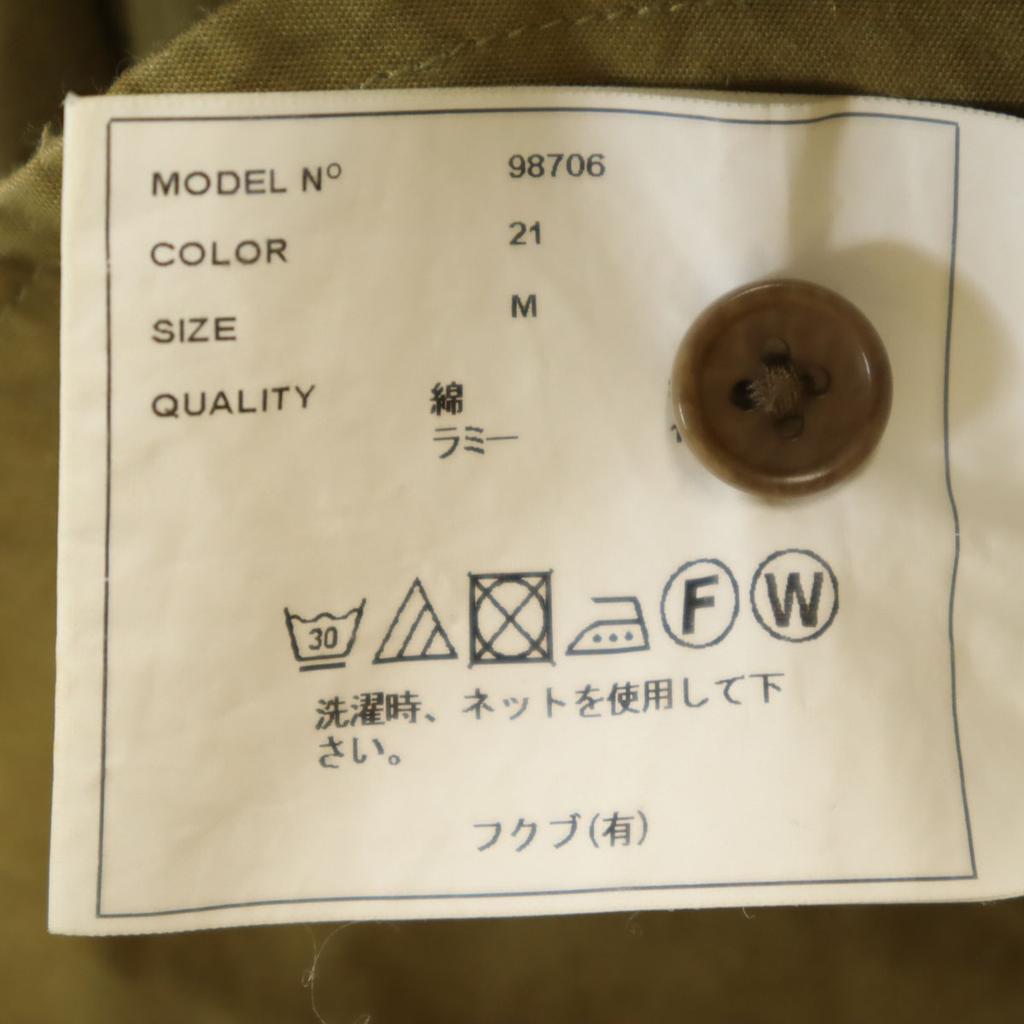 MODEL Nº 98706
COLOR 21
SIZE M
QUALITY 綿
ラミー
30
F W
洗濯時、ネットを使用して下
さい。
フクブ(有)